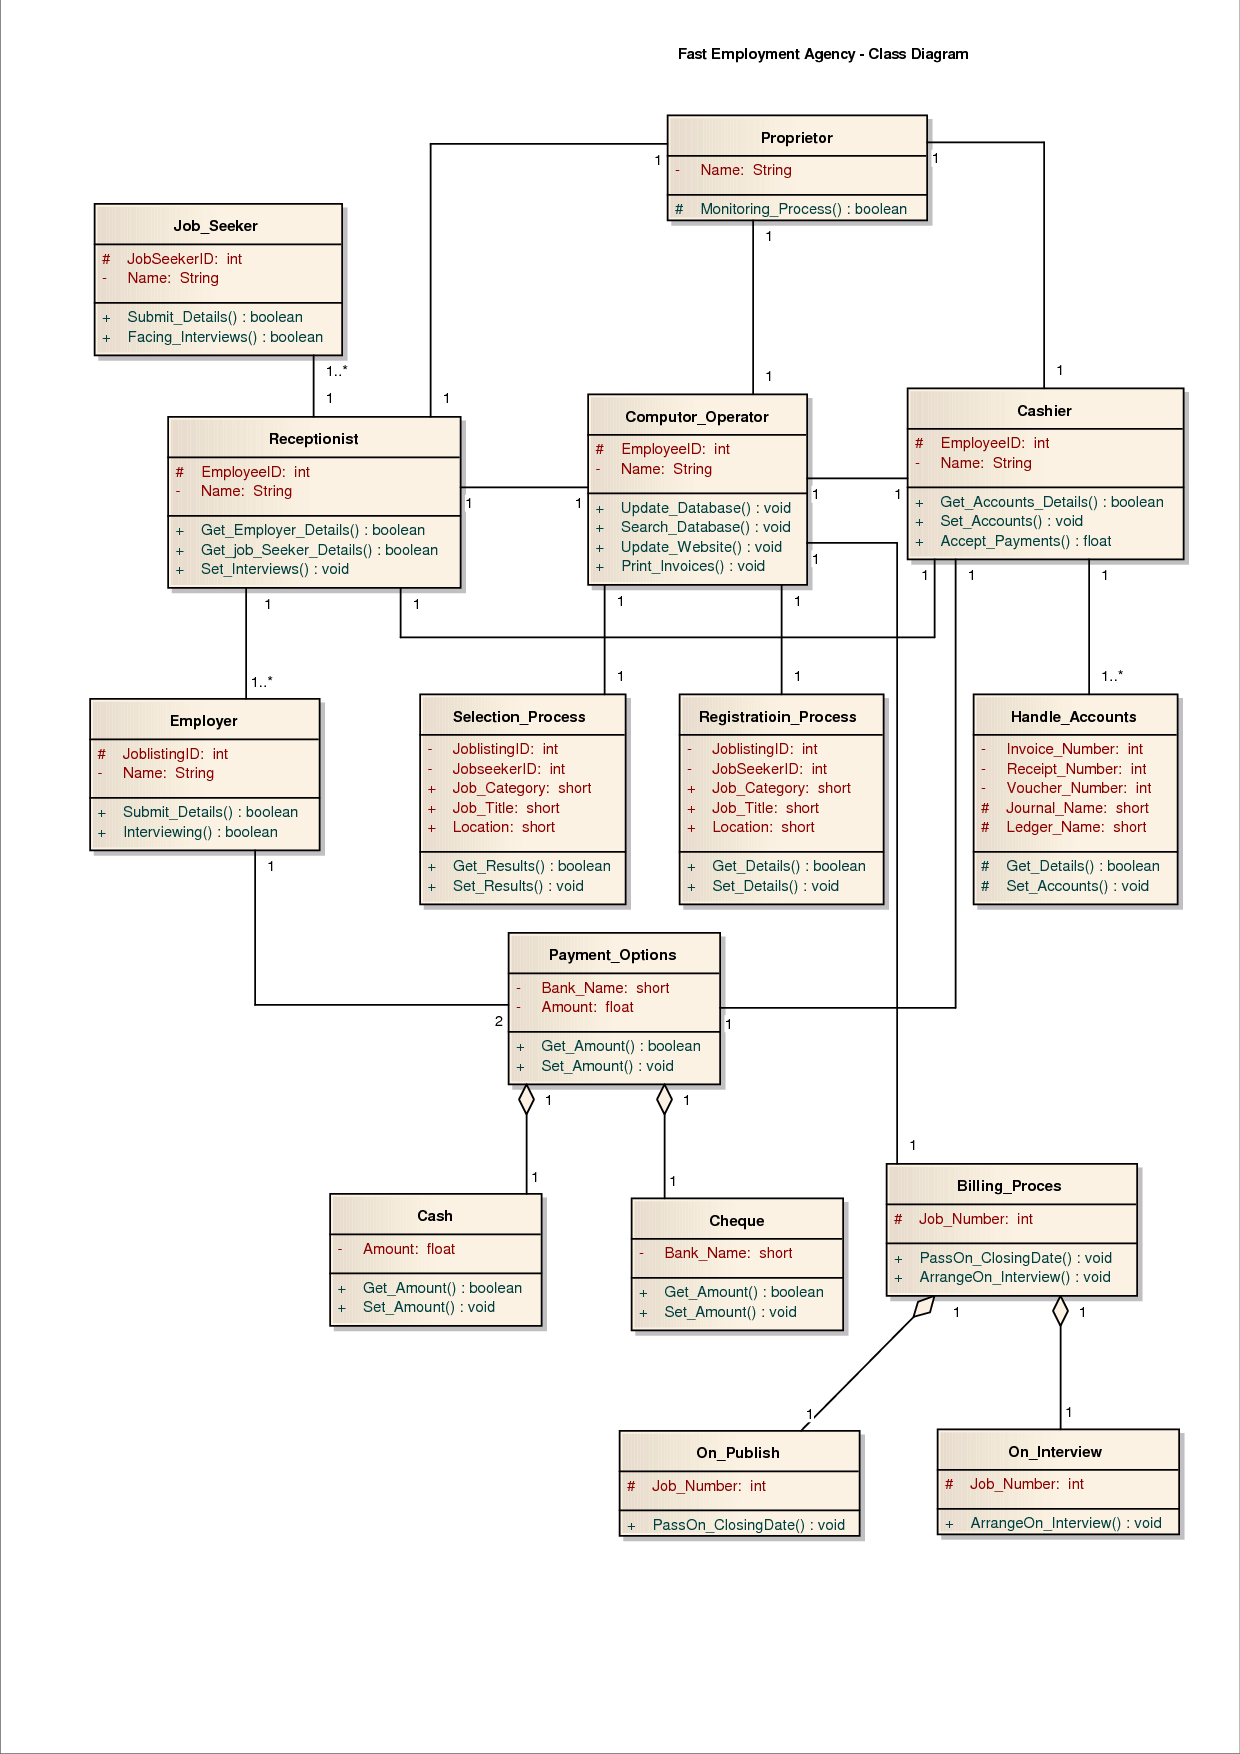 Fast Employment Agency - Class Diagram
Proprietor
- Name: String
# Monitoring_Process() : boolean
1
1
1
Job_Seeker
# JobSeekerID: int
- Name: String
+ Submit_Details() : boolean
+ Facing_Interviews() : boolean
1..*
1
1
1
1
Receptionist
# EmployeeID: int
- Name: String
+ Get_Employer_Details() : boolean
+ Get_job_Seeker_Details() : boolean
+ Set_Interviews() : void
1
1
1
1
Computor_Operator
# EmployeeID: int
- Name: String
+ Update_Database() : void
+ Search_Database() : void
+ Update_Website() : void
+ Print_Invoices() : void
1
1
1
1
1
Cashier
# EmployeeID: int
- Name: String
+ Get_Accounts_Details() : boolean
+ Set_Accounts() : void
+ Accept_Payments() : float
1
1
1
1..*
1
1
1..*
Employer
# JoblistingID: int
- Name: String
+ Submit_Details() : boolean
+ Interviewing() : boolean
1
Selection_Process
- JoblistingID: int
- JobseekerID: int
+ Job_Category: short
+ Job_Title: short
+ Location: short
+ Get_Results() : boolean
+ Set_Results() : void
Registratioin_Process
- JoblistingID: int
- JobSeekerID: int
+ Job_Category: short
+ Job_Title: short
+ Location: short
+ Get_Details() : boolean
+ Set_Details() : void
Handle_Accounts
- Invoice_Number: int
- Receipt_Number: int
- Voucher_Number: int
# Journal_Name: short
# Ledger_Name: short
# Get_Details() : boolean
# Set_Accounts() : void
Payment_Options
- Bank_Name: short
- Amount: float
+ Get_Amount() : boolean
+ Set_Amount() : void
2
1
1
1
1
1
1
Cash
- Amount: float
+ Get_Amount() : boolean
+ Set_Amount() : void
Cheque
- Bank_Name: short
+ Get_Amount() : boolean
+ Set_Amount() : void
Billing_Proces
# Job_Number: int
+ PassOn_ClosingDate() : void
+ ArrangeOn_Interview() : void
1
1
1
1
On_Publish
# Job_Number: int
+ PassOn_ClosingDate() : void
On_Interview
# Job_Number: int
+ ArrangeOn_Interview() : void